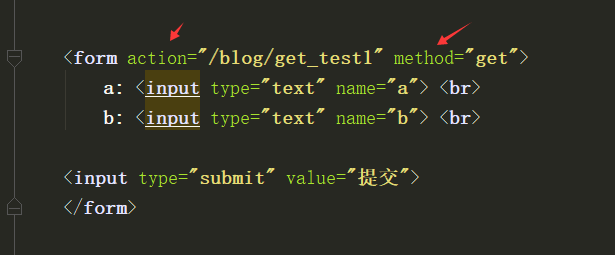 <form action="/blog/get_test1" method="get">
a: <input type="text" name="a"> <br>
b: <input type="text" name="b"> <br>
<input type="submit" value="提交">
</form>